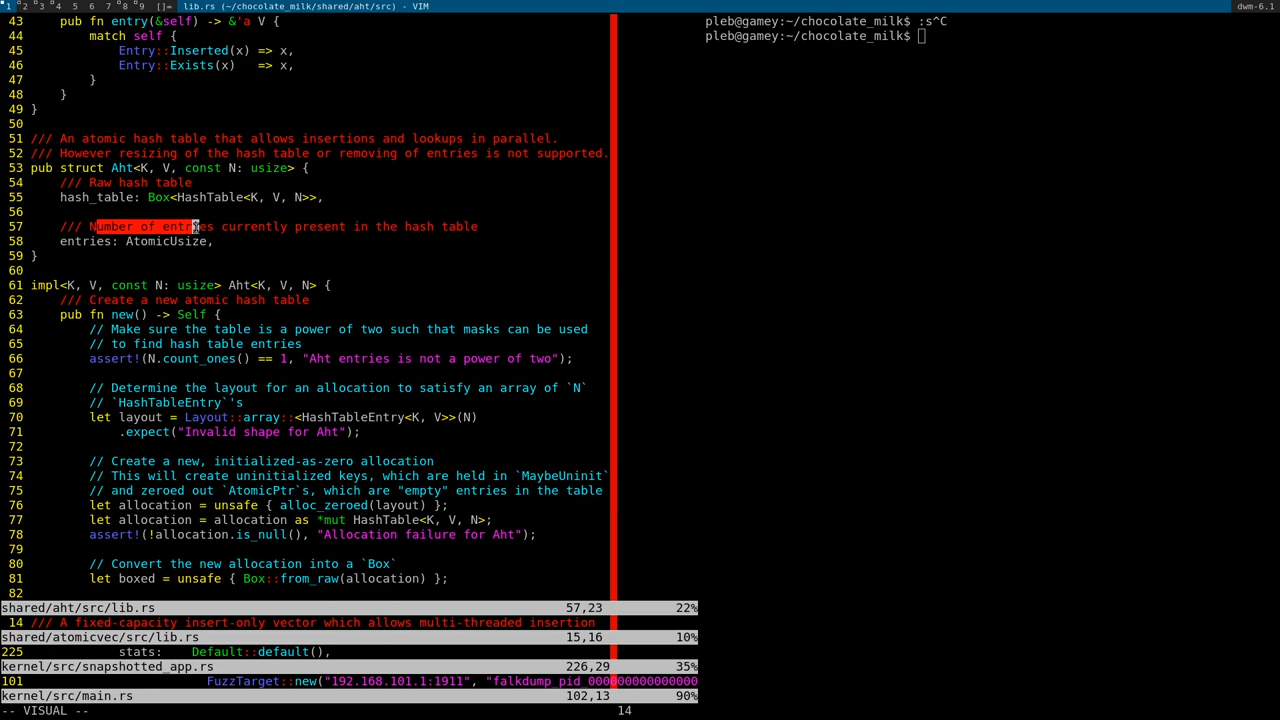 1 2 3 4 5 6 7 8 9 []= lib.rs (~/chocolate_milk/shared/aht/src) - VIM dwm-6.1
43     pub fn entry(&self) -> &'a V {
44         match self {
45             Entry::Inserted(x) => x,
46             Entry::Exists(x)   => x,
47         }
48     }
49 }
50
51 /// An atomic hash table that allows insertions and lookups in parallel.
52 /// However resizing of the hash table or removing of entries is not supported.
53 pub struct Aht<K, V, const N: usize> {
54     /// Raw hash table
55     hash_table: Box<HashTable<K, V, N>>,
56
57     /// Number of entries currently present in the hash table
58     entries: AtomicUsize,
59 }
60
61 impl<K, V, const N: usize> Aht<K, V, N> {
62     /// Create a new atomic hash table
63     pub fn new() -> Self {
64         // Make sure the table is a power of two such that masks can be used
65         // to find hash table entries
66         assert!(N.count_ones() == 1, "Aht entries is not a power of two");
67
68         // Determine the layout for an allocation to satisfy an array of `N`
69         // `HashTableEntry`'s
70         let layout = Layout::array::<HashTableEntry<K, V>>(N)
71             .expect("Invalid shape for Aht");
72
73         // Create a new, initialized-as-zero allocation
74         // This will create uninitialized keys, which are held in `MaybeUninit`
75         // and zeroed out `AtomicPtr`s, which are "empty" entries in the table
76         let allocation = unsafe { alloc_zeroed(layout) };
77         let allocation = allocation as *mut HashTable<K, V, N>;
78         assert!(!allocation.is_null(), "Allocation failure for Aht");
79
80         // Convert the new allocation into a `Box`
81         let boxed = unsafe { Box::from_raw(allocation) };
82
shared/aht/src/lib.rs 57,23 22%
14 /// A fixed-capacity insert-only vector which allows multi-threaded insertion
shared/atomicvec/src/lib.rs 15,16 10%
225             stats:    Default::default(),
kernel/src/snapshotted_app.rs 226,29 35%
101                         FuzzTarget::new("192.168.101.1:1911", "falkdump_pid_000000000000000
kernel/src/main.rs 102,13 90%
-- VISUAL -- 14
pleb@gamey:~/chocolate_milk$ :s^C
pleb@gamey:~/chocolate_milk$